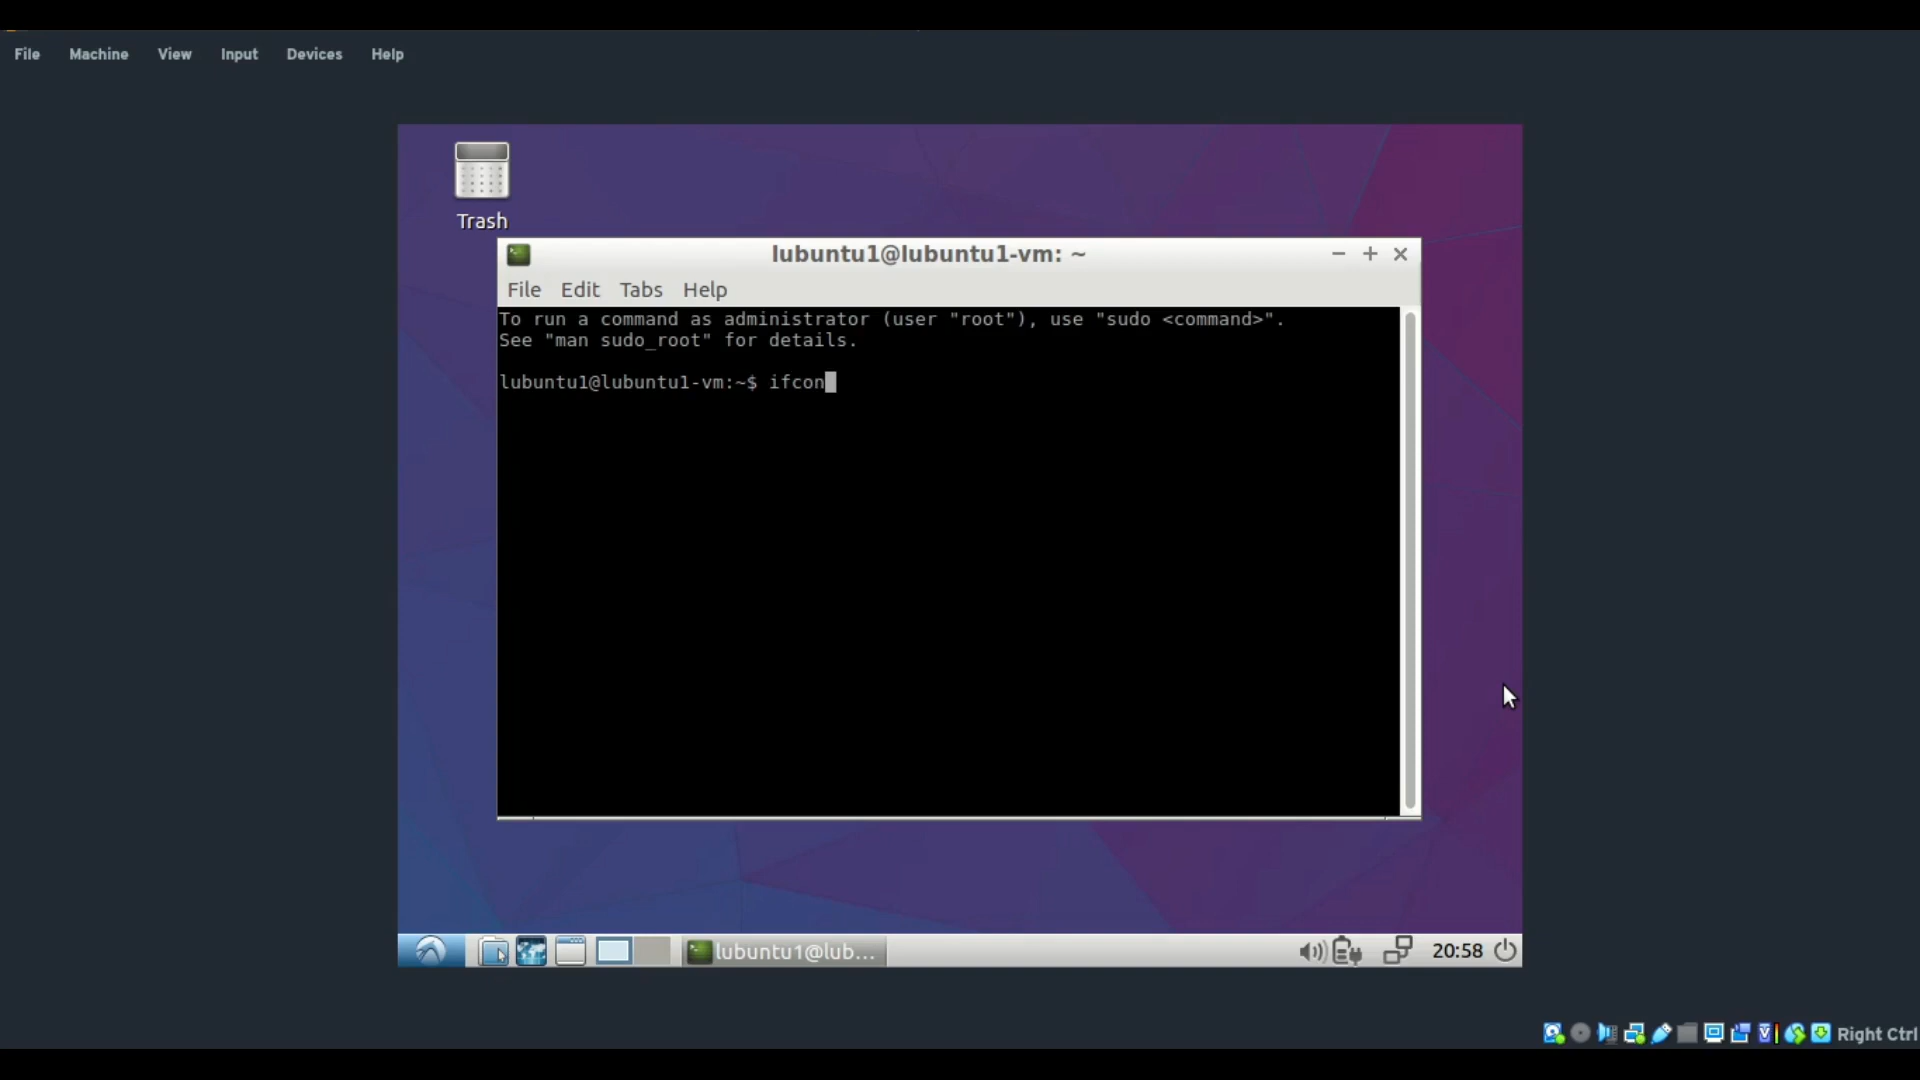 File Machine View Input Devices Help
Trash
lubuntu1@lubuntu1-vm: ~
File Edit Tabs Help
To run a command as administrator (user "root"), use "sudo <command>".
See "man sudo_root" for details.
lubuntu1@lubuntu1-vm:~$ ifcon
lubuntu1@lub...
20:58
Right Ctrl